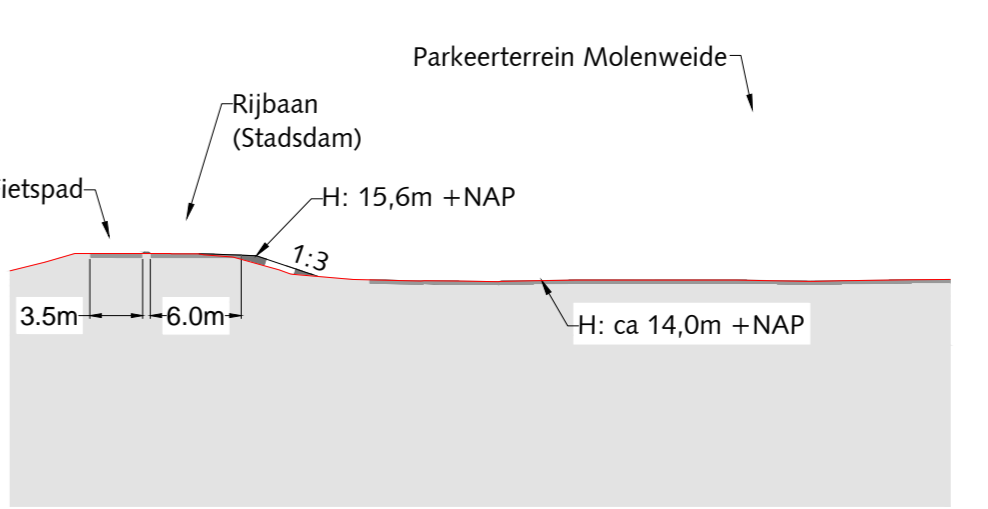 Parkeerterrein Molenweide
Rijbaan
(Stadsdam)
ietspad
H: 15,6m +NAP
1:3
3.5m
6.0m
H: ca 14,0m +NAP